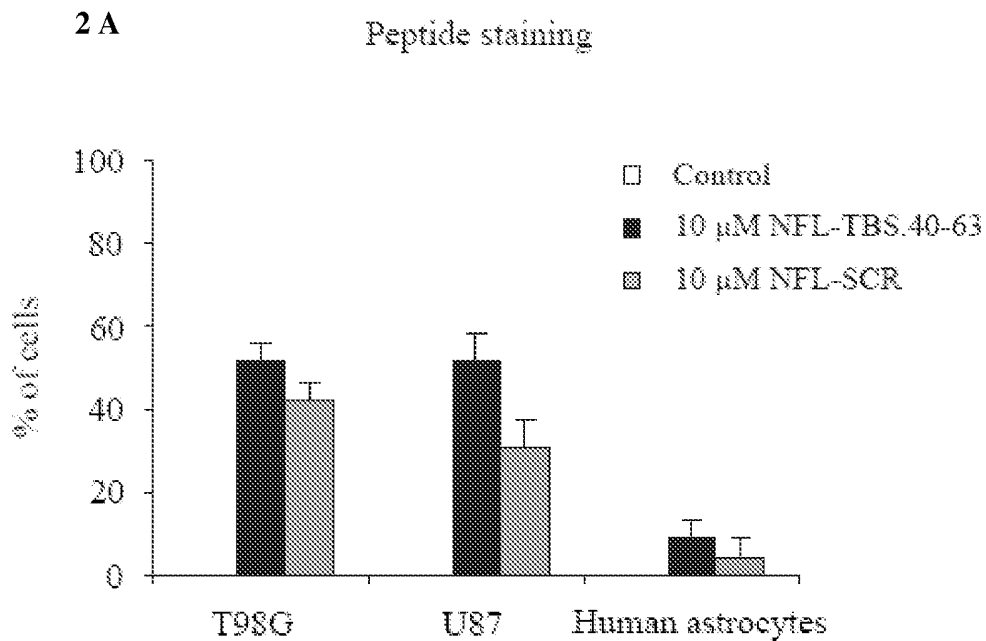 2 A
Peptide staining
100
80
60
40
20
0
% of cells
Control
10 µM NFL-TBS.40-63
10 µM NFL-SCR
T98G
U87
Human astrocytes